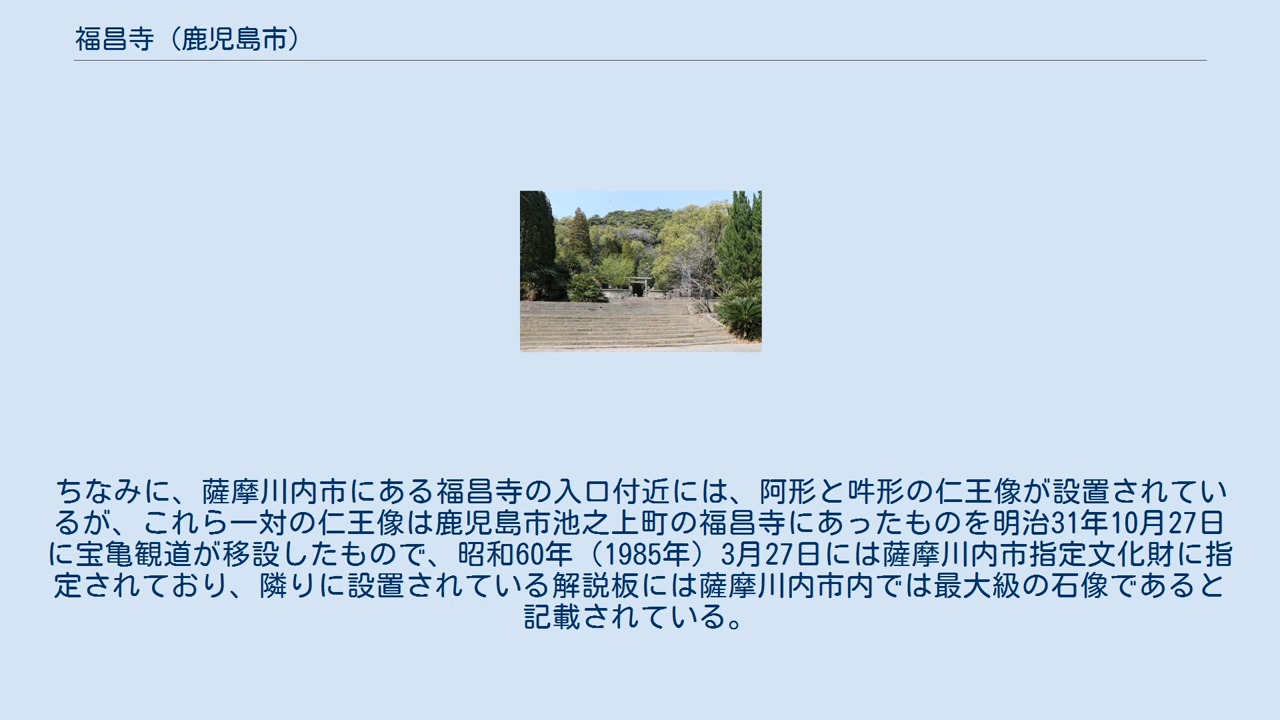 福昌寺（鹿児島市）
ちなみに、薩摩川内市にある福昌寺の入口付近には、阿形と吽形の仁王像が設置されてい
るが、これら一対の仁王像は鹿児島市池之上町の福昌寺にあったものを明治31年10月27日
に宝亀観道が移設したもので、昭和60年（1985年）3月27日には薩摩川内市指定文化財に指
定されており、隣りに設置されている解説板には薩摩川内市内では最大級の石像であると
記載されている。